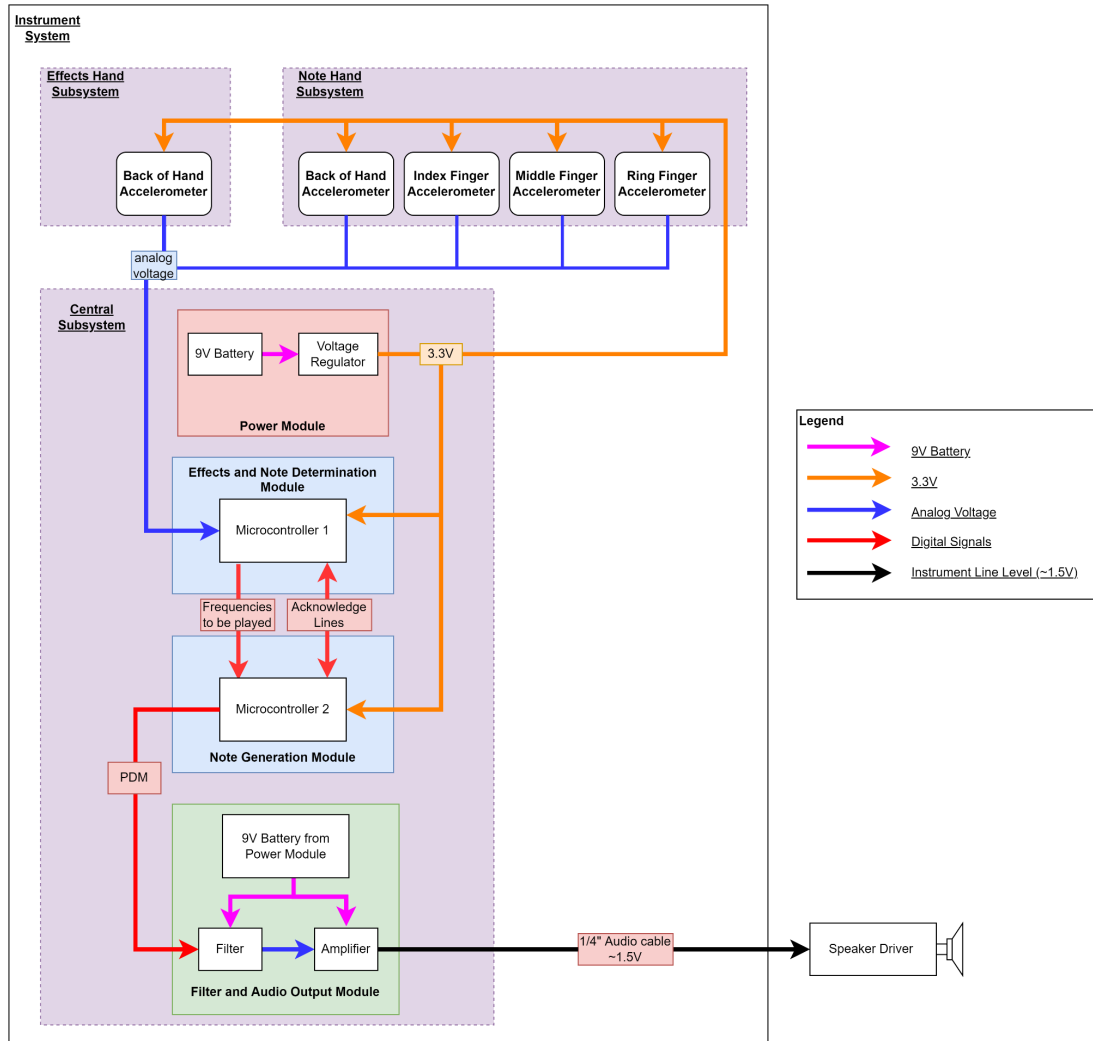 Instrument
System
Effects Hand
Subsystem
Note Hand
Subsystem
Back of Hand
Accelerometer
Back of Hand
Accelerometer
Index Finger
Accelerometer
Middle Finger
Accelerometer
Ring Finger
Accelerometer
analog
voltage
Central
Subsystem
9V Battery
Voltage
Regulator
3.3V
Power Module
Effects and Note Determination
Module
Microcontroller 1
Frequencies
to be played
Acknowledge
Lines
Microcontroller 2
Note Generation Module
PDM
9V Battery from
Power Module
Filter
Amplifier
Filter and Audio Output Module
1/4" Audio cable
~1.5V
Speaker Driver
Legend
9V Battery
3.3V
Analog Voltage
Digital Signals
Instrument Line Level (~1.5V)